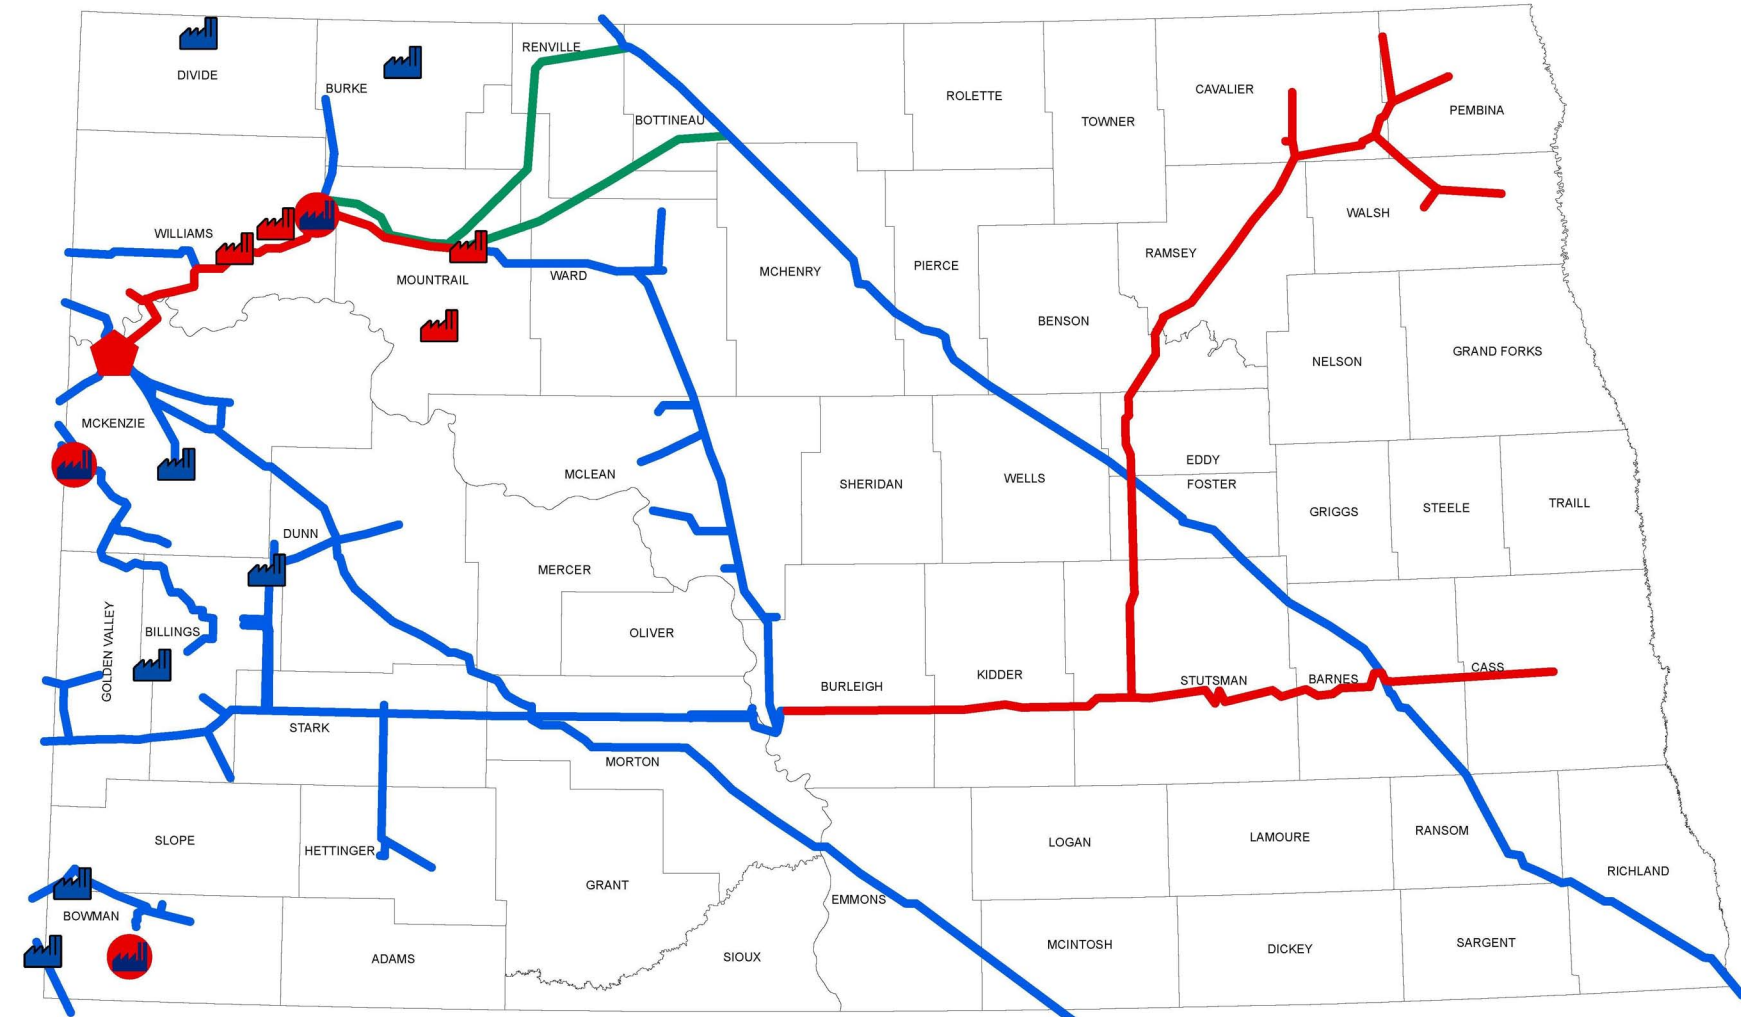 RENVILLE
DIVIDE
BURKE
ROLETTE
CAVALIER
PEMBINA
BOTTINEAU
TOWNER
WALSH
WILLIAMS
RAMSEY
MOUNTRAIL
WARD
MCHENRY
PIERCE
BENSON
NELSON
GRAND FORKS
MCKENZIE
MCLEAN
SHERIDAN
WELLS
EDDY
FOSTER
GRIGGS
STEELE
TRAILL
DUNN
MERCER
GOLDEN VALLEY
BILLINGS
OLIVER
BURLEIGH
KIDDER
STUTSMAN
BARNES
CASS
STARK
MORTON
SLOPE
HETTINGER
LOGAN
LAMOURE
RANSOM
RICHLAND
GRANT
EMMONS
BOWMAN
ADAMS
SIOUX
MCINTOSH
DICKEY
SARGENT